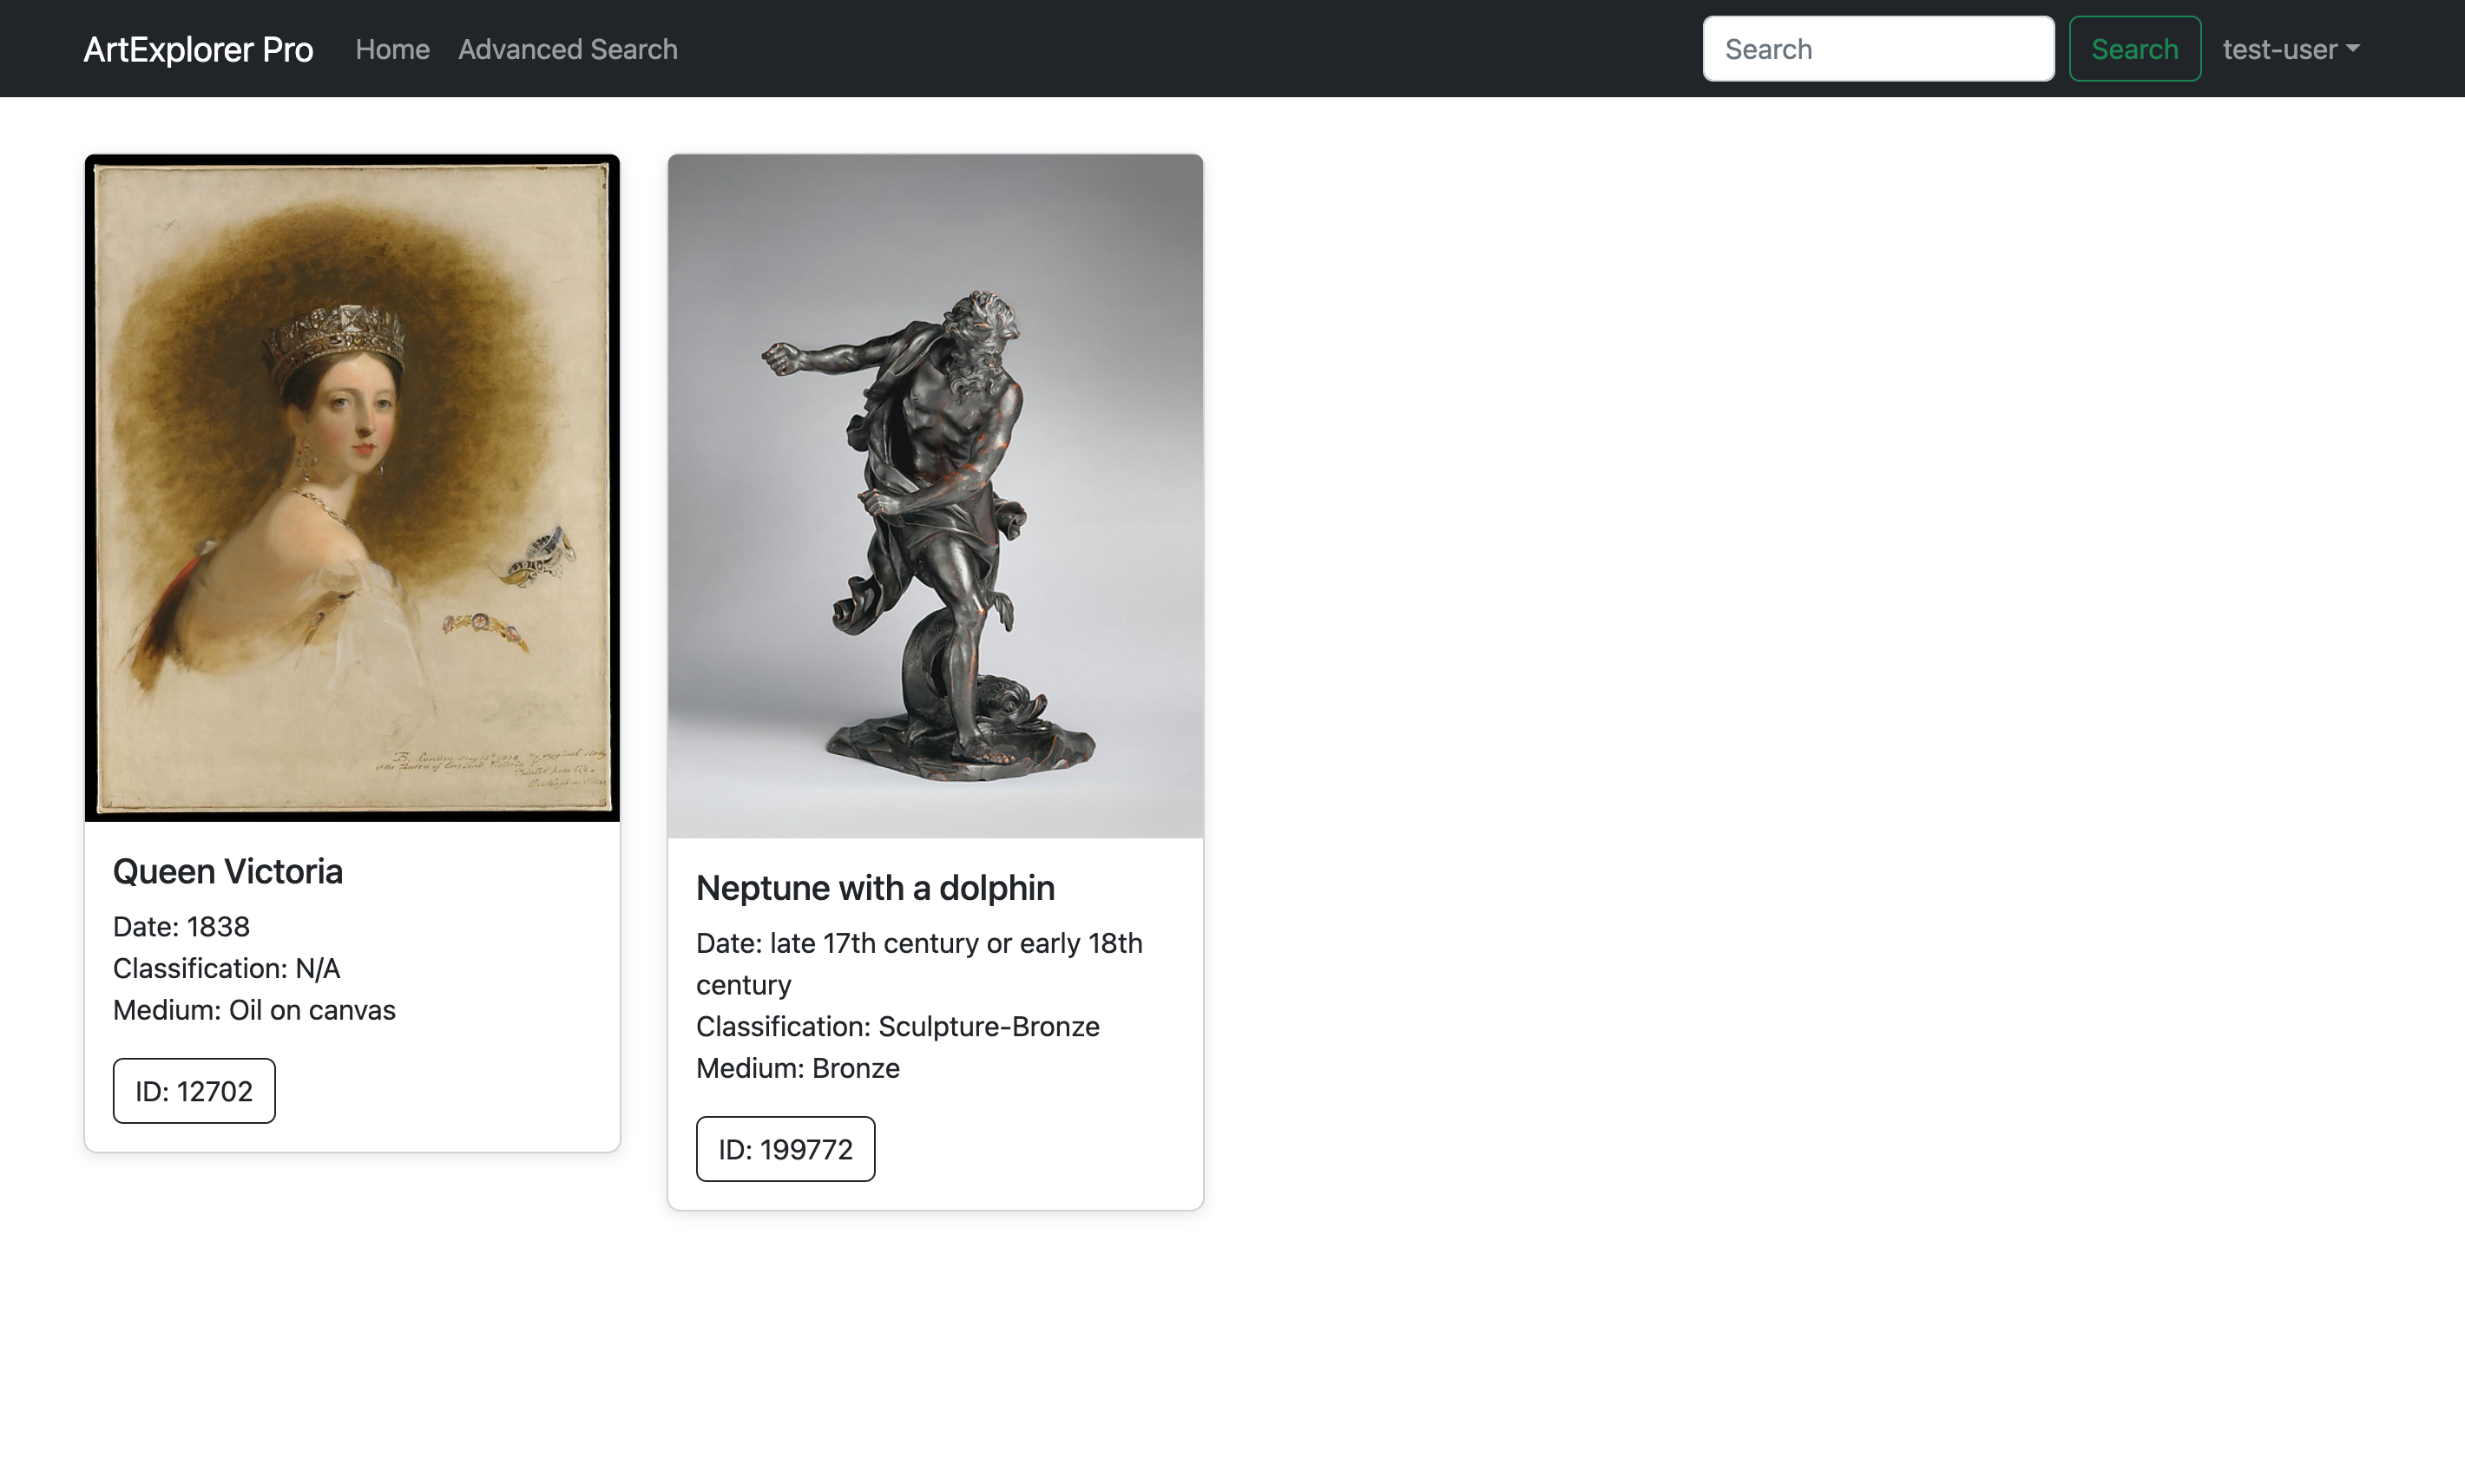 ArtExplorer Pro Home Advanced Search Search Search test-user
Queen Victoria
Date: 1838
Classification: N/A
Medium: Oil on canvas
ID: 12702
Neptune with a dolphin
Date: late 17th century or early 18th
century
Classification: Sculpture-Bronze
Medium: Bronze
ID: 199772